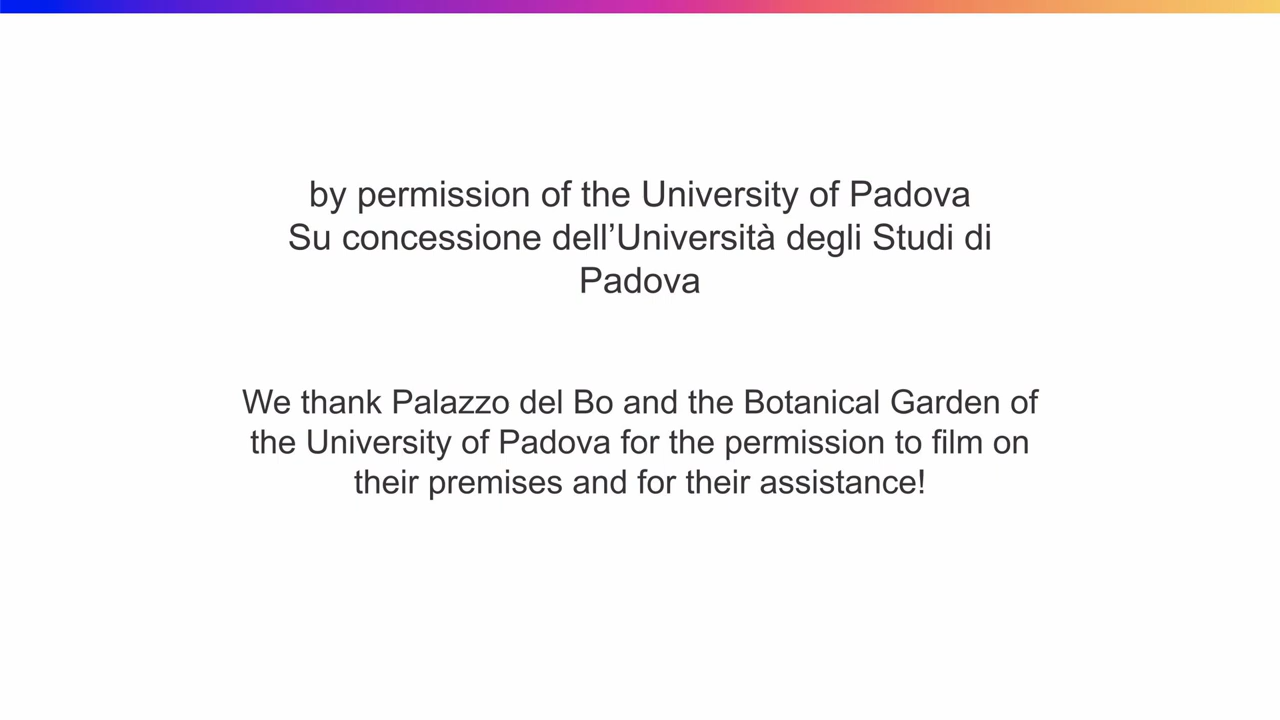 by permission of the University of Padova
Su concessione dell’Università degli Studi di
Padova
We thank Palazzo del Bo and the Botanical Garden of
the University of Padova for the permission to film on
their premises and for their assistance!